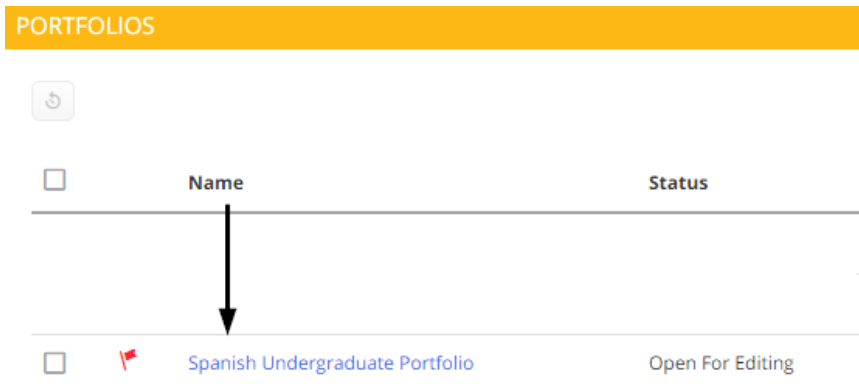 PORTFOLIOS
Name Status
Spanish Undergraduate Portfolio Open For Editing